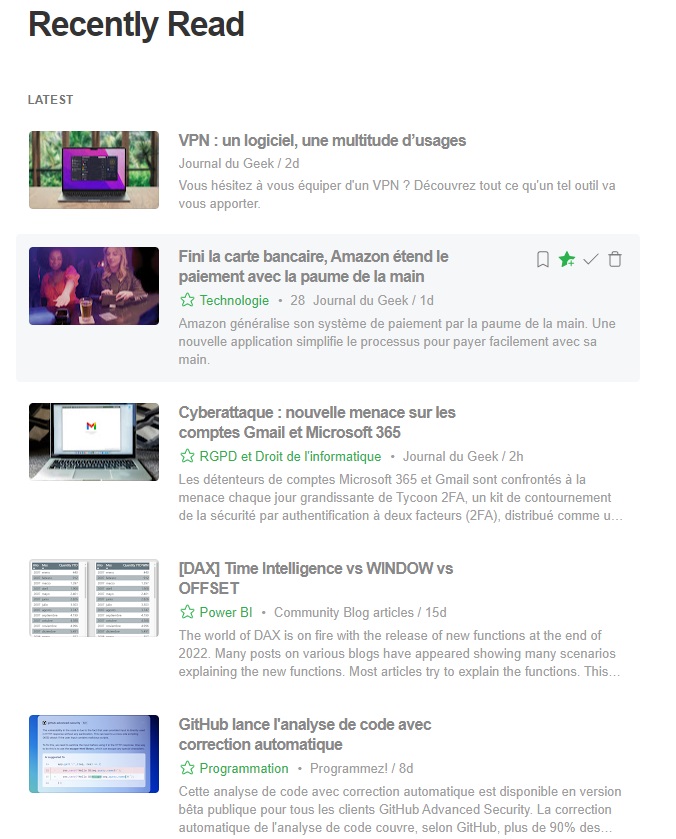 Recently Read
LATEST
VPN : un logiciel, une multitude d'usages
Journal du Geek / 2d
Vous hésitez à vous équiper d'un VPN ? Découvrez tout ce qu'un tel outil va
vous apporter.
Fini la carte bancaire, Amazon étend le
paiement avec la paume de la main
Technologie • 28 Journal du Geek / 1d
Amazon généralise son système de paiement par la paume de la main. Une
nouvelle application simplifie le processus pour payer facilement avec sa
main.
Cyberattaque : nouvelle menace sur les
comptes Gmail et Microsoft 365
RGPD et Droit de l'informatique • Journal du Geek / 2h
Les détenteurs de comptes Microsoft 365 et Gmail sont confrontés à la
menace chaque jour grandissante de Tycoon 2FA, un kit de contournement
de la sécurité par authentification à deux facteurs (2FA), distribué comme u...
[DAX] Time Intelligence vs WINDOW vs
OFFSET
Power BI • Community Blog articles / 15d
The world of DAX is on fire with the release of new functions at the end of
2022. Many posts on various blogs have appeared showing many scenarios
explaining the new functions. Most articles try to explain the functions. This...
GitHub lance l'analyse de code avec
correction automatique
Programmation • Programmez! / 8d
Cette analyse de code avec correction automatique est disponible en version
bêta publique pour tous les clients GitHub Advanced Security. La correction
automatique de l'analyse de code couvre, selon GitHub, plus de 90% des...